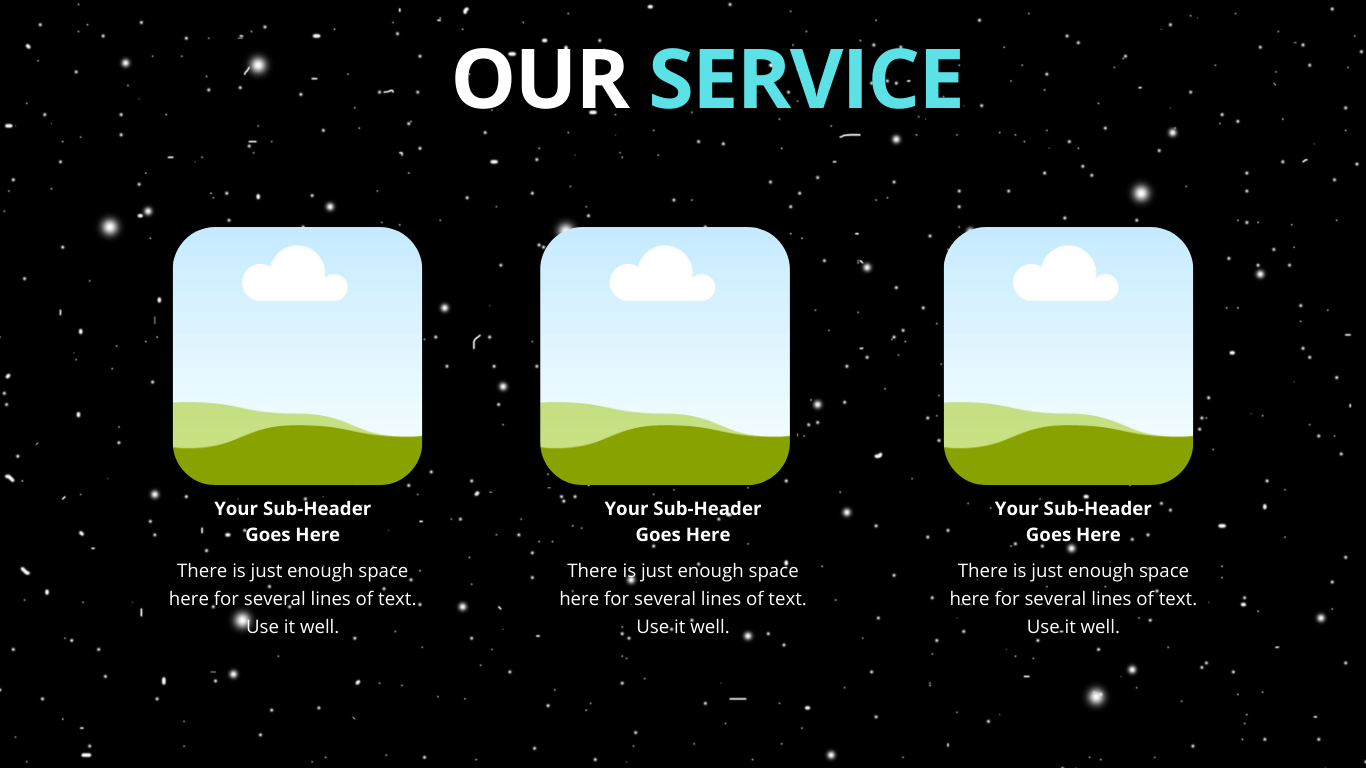 OUR SERVICE
Your Sub-Header
Goes Here
There is just enough space
here for several lines of text.
Use it well.
Your Sub-Header
Goes Here
There is just enough space
here for several lines of text.
Use it well.
Your Sub-Header
Goes Here
There is just enough space
here for several lines of text.
Use it well.